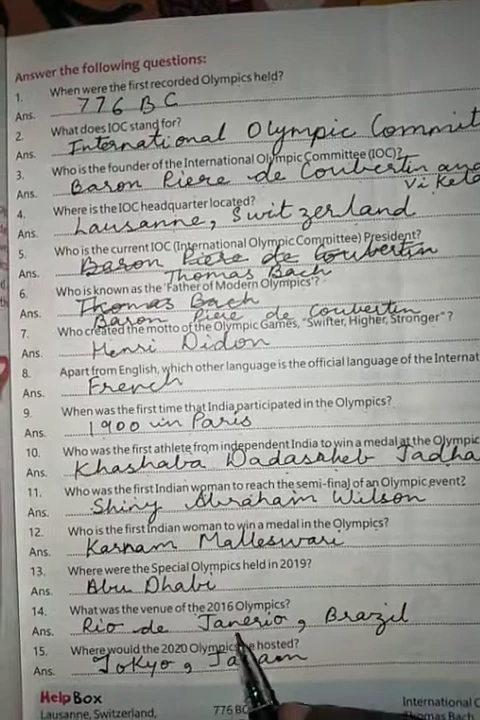 Answer the following questions:
1. When were the first recorded Olympics held?
Ans. 776 BC
2. What does IOC stand for?
Ans. International Olympic Commit
3. Who is the founder of the International Olympic Committee (IOC)?
Ans. Baron Piere de Coubertin and
Vikela
4. Where is the IOC headquarter located?
Ans. Lausanne, Switzerland
5. Who is the current IOC (International Olympic Committee) President?
Ans. Baron Piere de Coubertin
Thomas Bach
6. Who is known as the 'Father of Modern Olympics'?
Ans. Thomas Bach
Baron Piere de Coubertin
7. Who created the motto of the Olympic Games, "Swifter, Higher, Stronger"?
Ans. Henri Didon
8. Apart from English, which other language is the official language of the Internat
Ans. French
9. When was the first time that India participated in the Olympics?
Ans. 1900 in Paris
10. Who was the first athlete from independent India to win a medal at the Olympic
Ans. Khashaba Dadasaheb Jadha
11. Who was the first Indian woman to reach the semi-final of an Olympic event?
Ans. Shiny Abraham Wilson
12. Who is the first Indian woman to win a medal in the Olympics?
Ans. Karnam Malleswari
13. Where were the Special Olympics held in 2019?
Ans. Abu Dhabi
14. What was the venue of the 2016 Olympics?
Ans. Rio de Janerio, Brazil
15. Where would the 2020 Olympics be hosted?
Ans. Tokyo,
Help Box
Lausanne, Switzerland, 776 BC International O
Thomas Bach